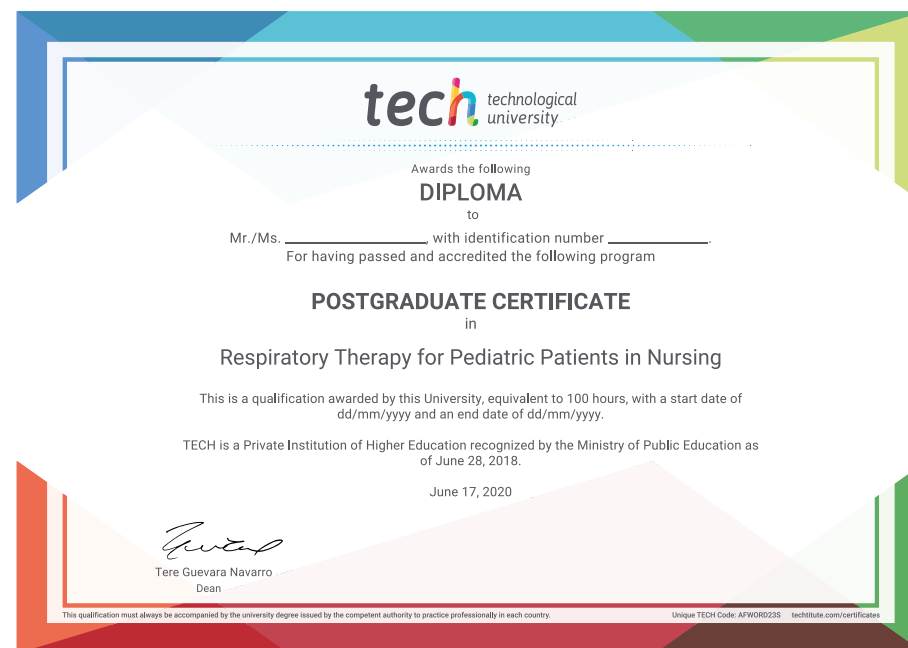 tech technological
university
Awards the following
DIPLOMA
to
Mr./Ms. ____________________, with identification number ______________.
For having passed and accredited the following program
POSTGRADUATE CERTIFICATE
in
Respiratory Therapy for Pediatric Patients in Nursing
This is a qualification awarded by this University, equivalent to 100 hours, with a start date of
dd/mm/yyyy and an end date of dd/mm/yyyy.
TECH is a Private Institution of Higher Education recognized by the Ministry of Public Education as
of June 28, 2018.
June 17, 2020
Tere Guevara Navarro
Dean
This qualification must always be accompanied by the university degree issued by the competent authority to practice professionally in each country. Unique TECH Code: AFWORD23S techtitute.com/certificates